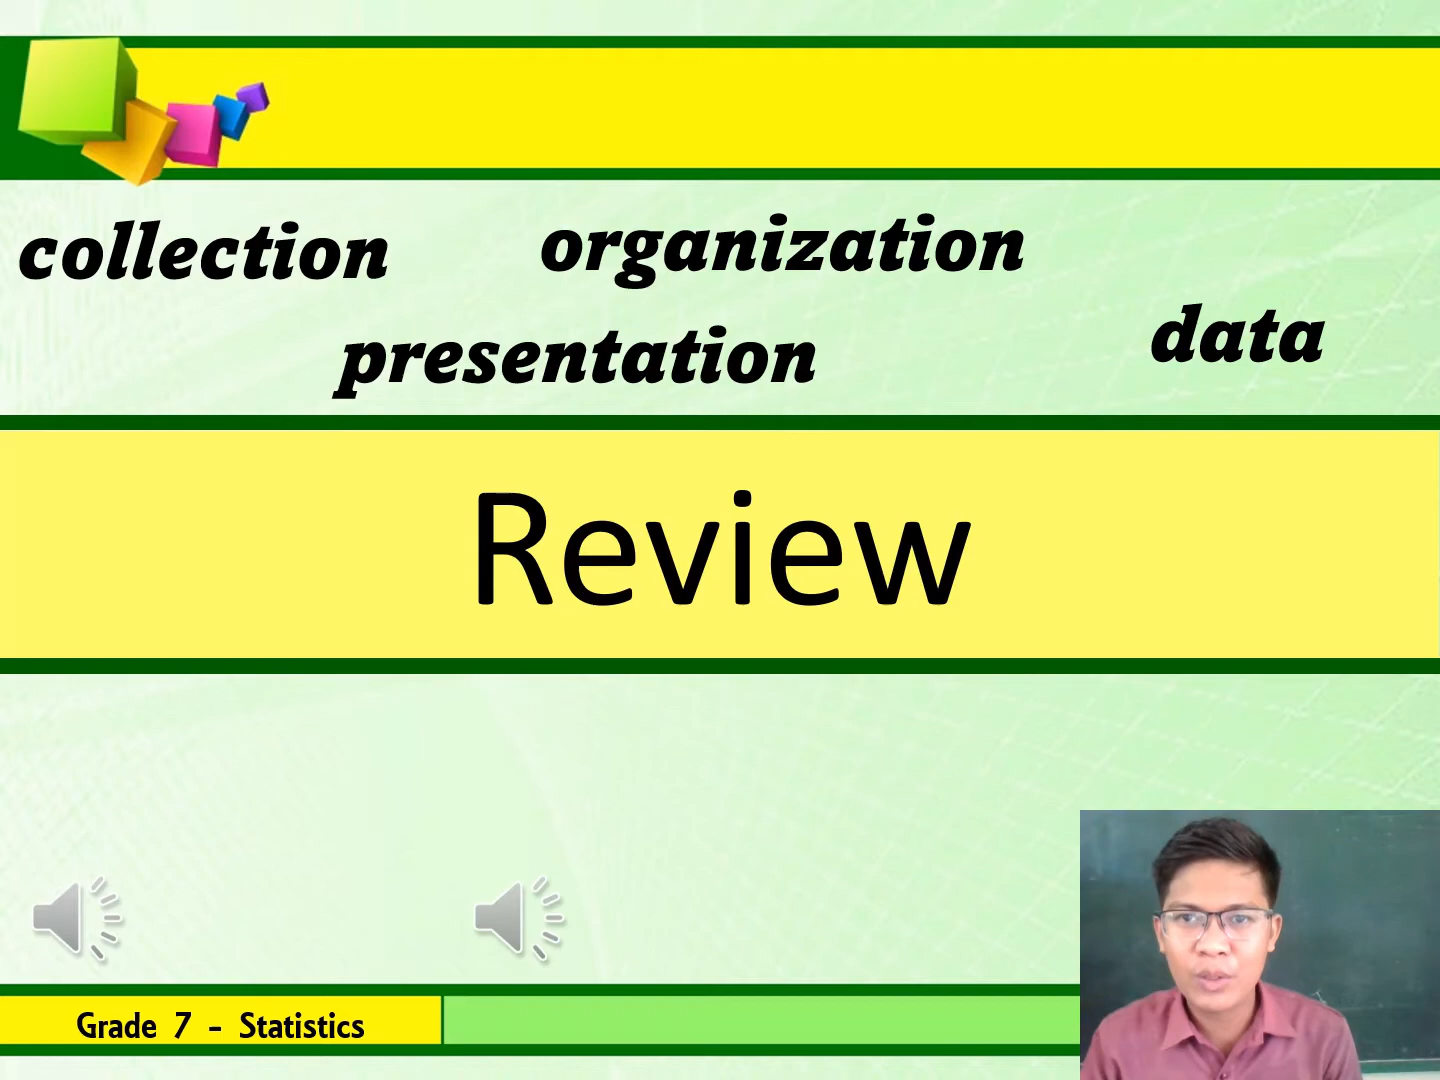 collection
organization
presentation
data
Review
Grade 7 - Statistics